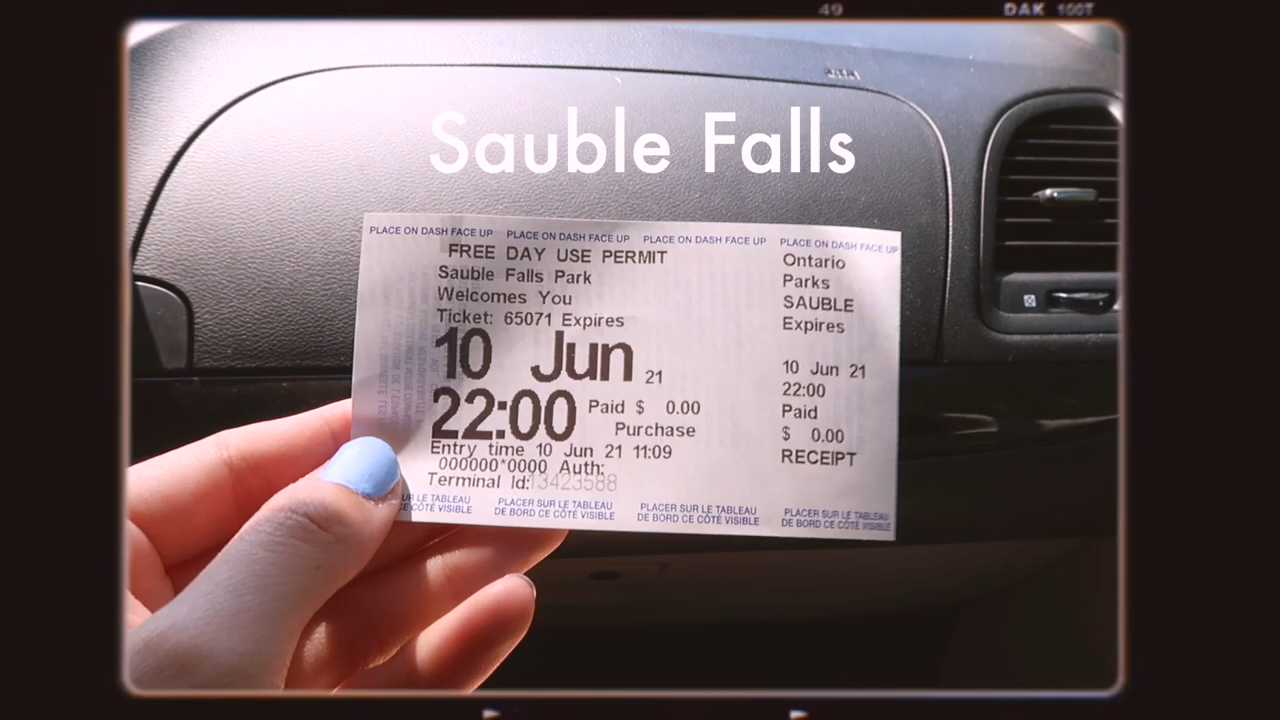 49 DAK 100T
Sauble Falls
PLACE ON DASH FACE UP PLACE ON DASH FACE UP PLACE ON DASH FACE UP PLACE ON DASH FACE UP
FREE DAY USE PERMIT
Sauble Falls Park
Welcomes You
Ticket: 65071 Expires
10 Jun 21
22:00 Paid $ 0.00
Purchase
Entry time 10 Jun 21 11:09
000000*0000 Auth:
Terminal Id:13423588
Ontario
Parks
SAUBLE
Expires
10 Jun 21
22:00
Paid
$ 0.00
RECEIPT
UR LE TABLEAU PLACER SUR LE TABLEAU PLACER SUR LE TABLEAU PLACER SUR LE TABLEAU
CE CÔTÉ VISIBLE DE BORD CE CÔTÉ VISIBLE DE BORD CE CÔTÉ VISIBLE DE BORD CE CÔTÉ VISIBLE